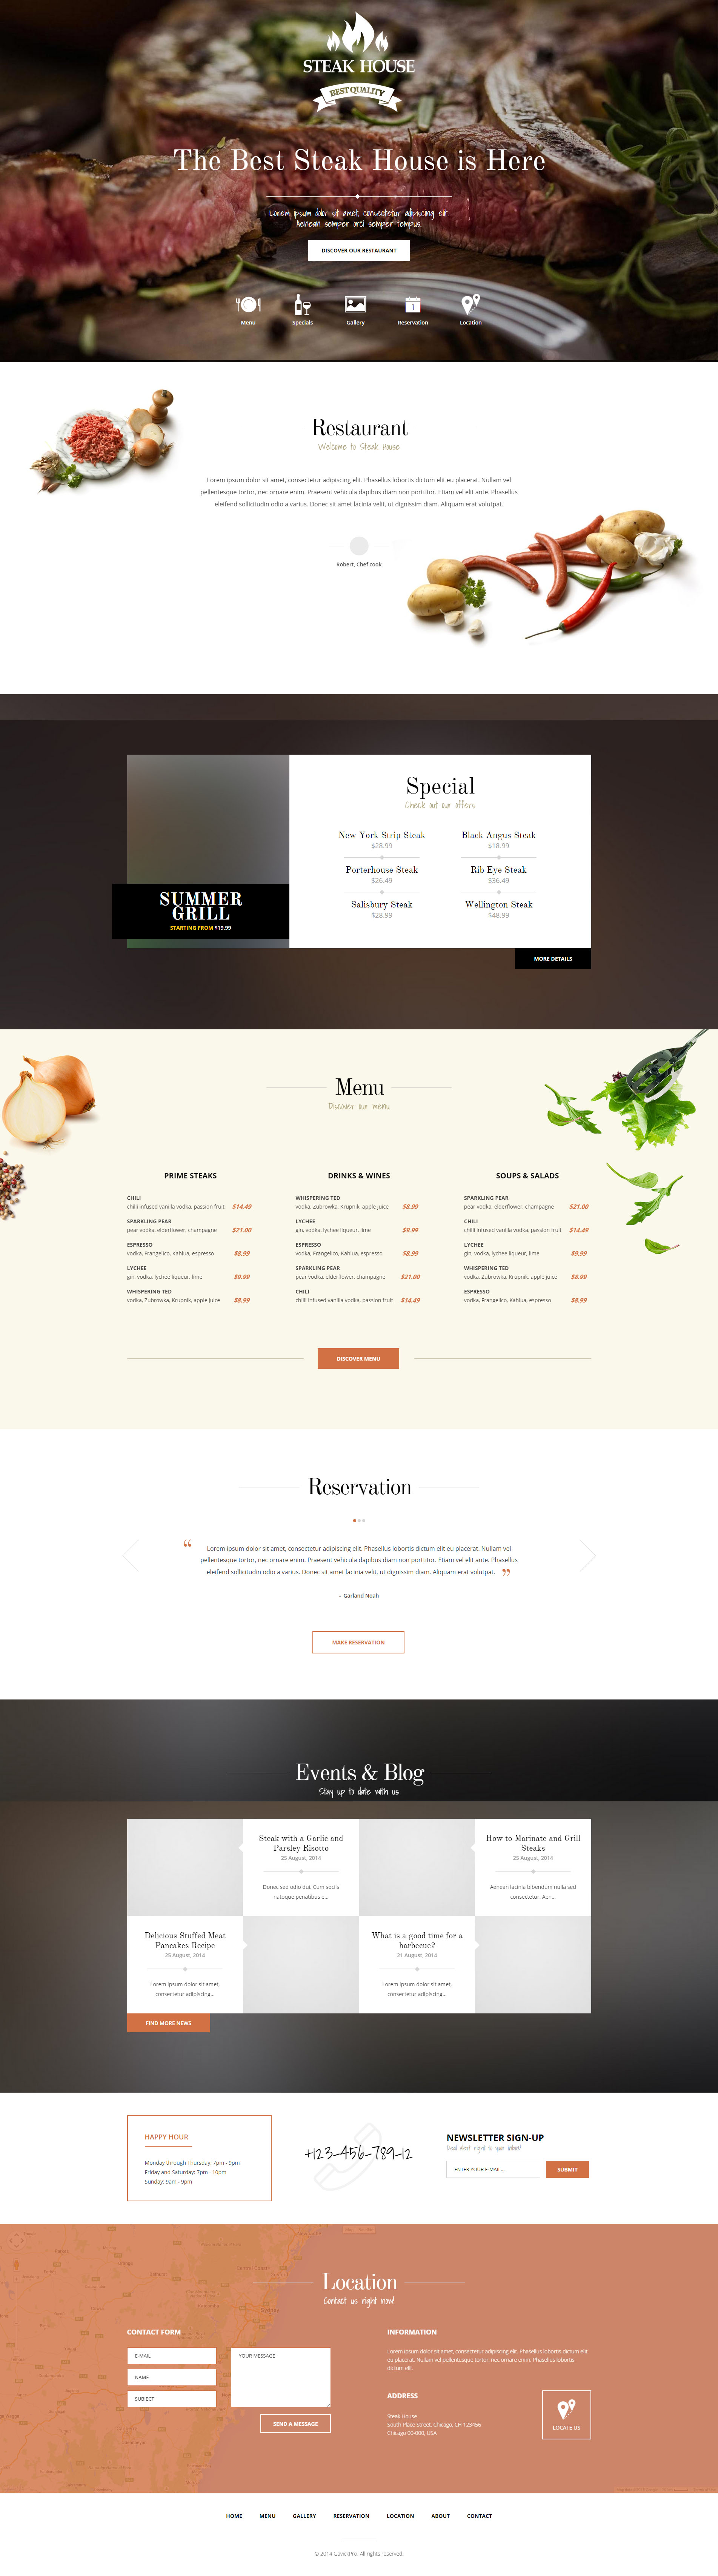 STEAK HOUSE
BEST QUALITY
The Best Steak House is Here
Lorem ipsum dolor sit amet, consectetur adipiscing elit.
Aenean semper orci semper tempus.
DISCOVER OUR RESTAURANT
Menu
Specials
Gallery
Reservation
Location
Restaurant
Welcome to Steak House
Lorem ipsum dolor sit amet, consectetur adipiscing elit. Phasellus lobortis dictum elit eu placerat. Nullam vel
pellentesque tortor, nec ornare enim. Praesent vehicula dapibus diam non porttitor. Etiam vel elit ante. Phasellus
eleifend sollicitudin odio a varius. Donec sit amet lacinia velit, ut dignissim diam. Aliquam erat volutpat.
Robert, Chef cook
Special
Check out our offers
New York Strip Steak
$28.99
Black Angus Steak
$18.99
Porterhouse Steak
$26.49
Rib Eye Steak
$36.49
Salisbury Steak
$28.99
Wellington Steak
$48.99
SUMMER
GRILL
STARTING FROM $19.99
MORE DETAILS
Menu
Discover our menu
PRIME STEAKS
CHILI
chilli infused vanilla vodka, passion fruit $14.49
SPARKLING PEAR
pear vodka, elderflower, champagne $21.00
ESPRESSO
vodka, Frangelico, Kahlua, espresso $8.99
LYCHEE
gin, vodka, lychee liqueur, lime $9.99
WHISPERING TED
vodka, Zubrowka, Krupnik, apple juice $8.99
DRINKS & WINES
WHISPERING TED
vodka, Zubrowka, Krupnik, apple juice $8.99
LYCHEE
gin, vodka, lychee liqueur, lime $9.99
ESPRESSO
vodka, Frangelico, Kahlua, espresso $8.99
SPARKLING PEAR
pear vodka, elderflower, champagne $21.00
CHILI
chilli infused vanilla vodka, passion fruit $14.49
SOUPS & SALADS
SPARKLING PEAR
pear vodka, elderflower, champagne $21.00
CHILI
chilli infused vanilla vodka, passion fruit $14.49
LYCHEE
gin, vodka, lychee liqueur, lime $9.99
WHISPERING TED
vodka, Zubrowka, Krupnik, apple juice $8.99
ESPRESSO
vodka, Frangelico, Kahlua, espresso $8.99
DISCOVER MENU
Reservation
“ Lorem ipsum dolor sit amet, consectetur adipiscing elit. Phasellus lobortis dictum elit eu placerat. Nullam vel
pellentesque tortor, nec ornare enim. Praesent vehicula dapibus diam non porttitor. Etiam vel elit ante. Phasellus
eleifend sollicitudin odio a varius. Donec sit amet lacinia velit, ut dignissim diam. Aliquam erat volutpat. ”
- Garland Noah
MAKE RESERVATION
Events & Blog
Stay up to date with us
Steak with a Garlic and
Parsley Risotto
25 August, 2014
Donec sed odio dui. Cum sociis
natoque penatibus e...
How to Marinate and Grill
Steaks
25 August, 2014
Aenean lacinia bibendum nulla sed
consectetur. Aen...
Delicious Stuffed Meat
Pancakes Recipe
25 August, 2014
Lorem ipsum dolor sit amet,
consectetur adipiscing...
What is a good time for a
barbecue?
21 August, 2014
Lorem ipsum dolor sit amet,
consectetur adipiscing...
FIND MORE NEWS
HAPPY HOUR
Monday through Thursday: 7pm - 9pm
Friday and Saturday: 7pm - 10pm
Sunday: 9am - 9pm
+123-456-789-12
NEWSLETTER SIGN-UP
Deal alert right to your inbox!
ENTER YOUR E-MAIL...
SUBMIT
Location
Contact us right now!
CONTACT FORM
E-MAIL
NAME
SUBJECT
YOUR MESSAGE
SEND A MESSAGE
INFORMATION
Lorem ipsum dolor sit amet, consectetur adipiscing elit. Phasellus lobortis dictum elit
eu placerat. Nullam vel pellentesque tortor, nec ornare enim. Phasellus lobortis
dictum elit.
ADDRESS
Steak House
South Place Street, Chicago, CH 123456
Chicago 00-000, USA
LOCATE US
HOME
MENU
GALLERY
RESERVATION
LOCATION
ABOUT
CONTACT
© 2014 GavickPro. All rights reserved.